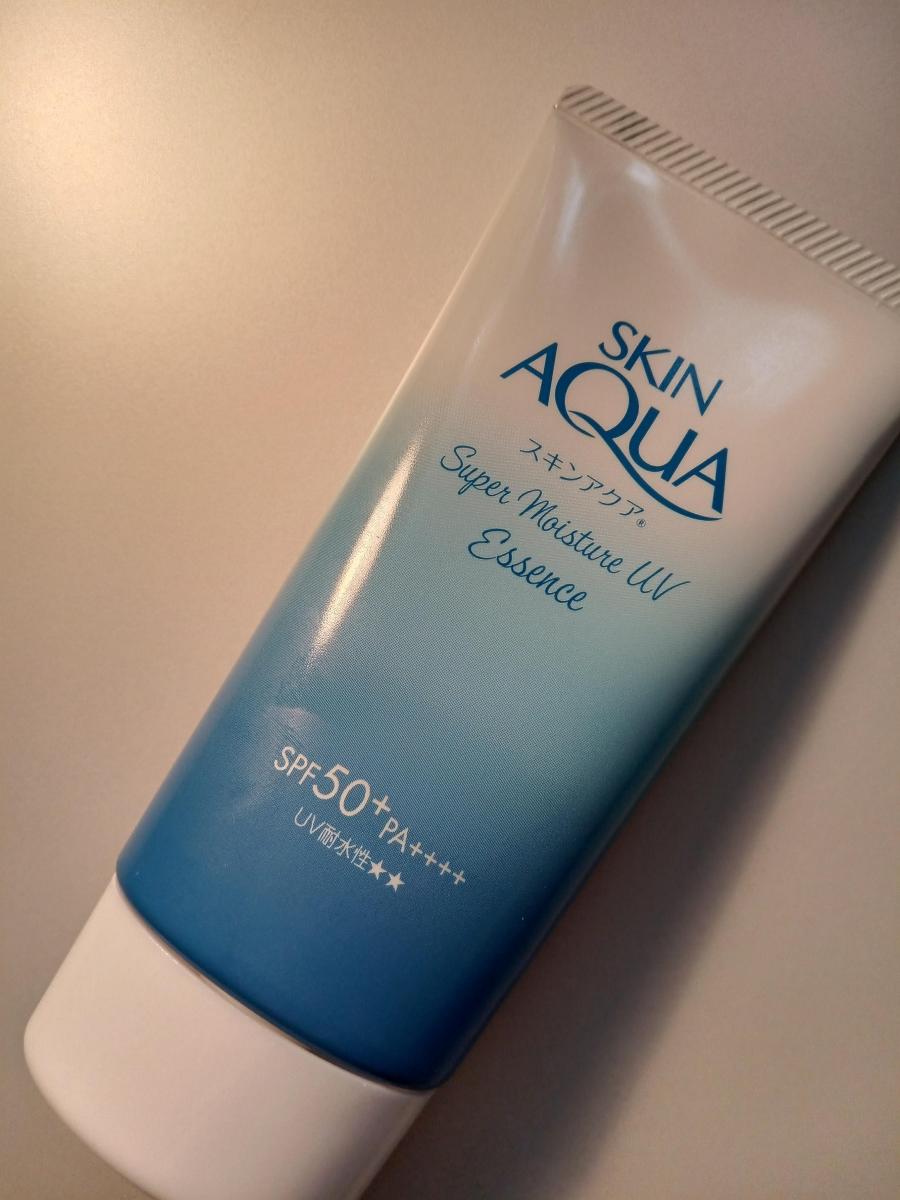 SKIN
AQUA
スキンアクア®
Super Moisture UV
Essence
SPF50+PA++++
UV耐水性★★